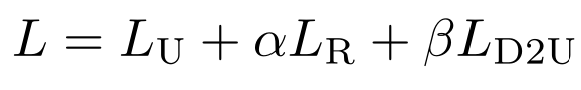 L = L_U + αL_R + βL_D2U